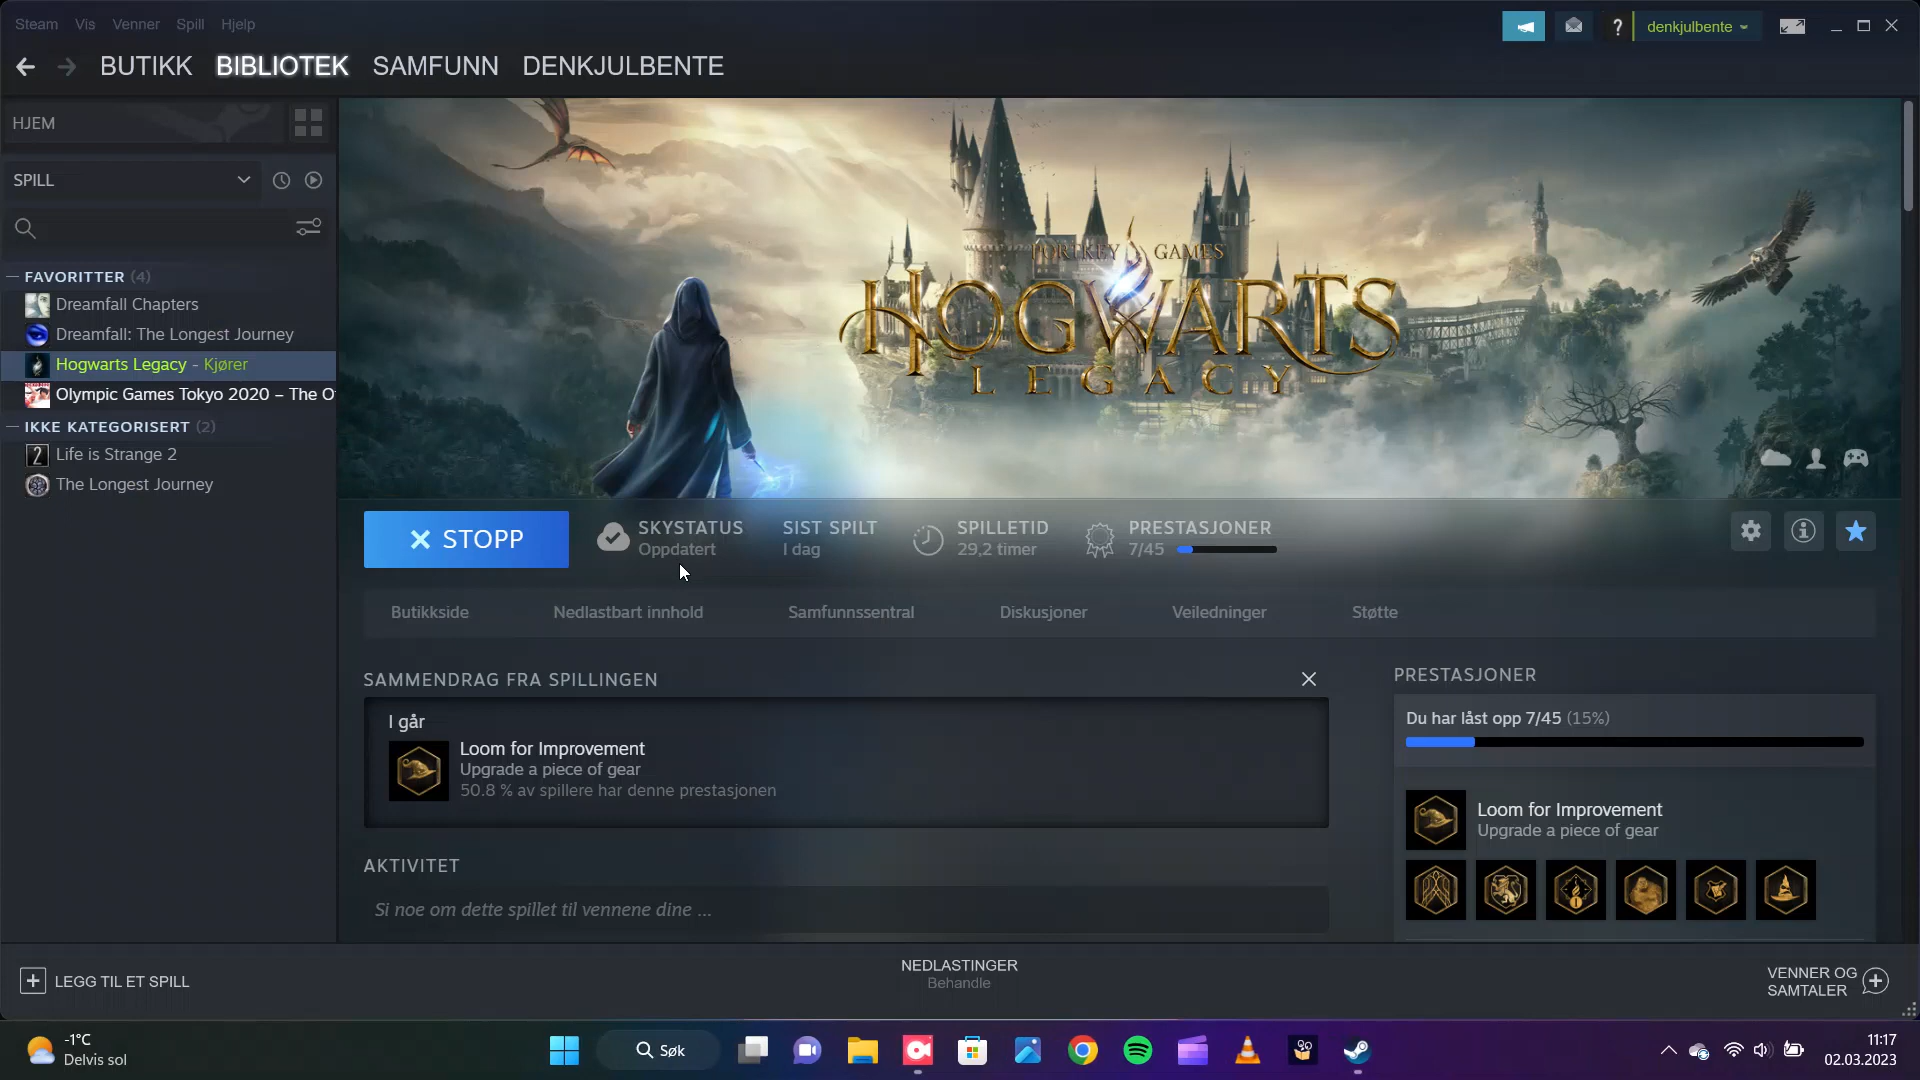 Steam Vis Venner Spill Hjelp
denkjulbente
BUTIKK BIBLIOTEK SAMFUNN DENKJULBENTE
HJEM
SPILL
FAVORITTER (4)
Dreamfall Chapters
Dreamfall: The Longest Journey
Hogwarts Legacy - Kjører
Olympic Games Tokyo 2020 – The O
IKKE KATEGORISERT (2)
Life is Strange 2
The Longest Journey
PORTKEY GAMES
HOGWARTS
LEGACY
STOPP
SKYSTATUS
Oppdatert
SIST SPILT
I dag
SPILLETID
29,2 timer
PRESTASJONER
7/45
Butikkside Nedlastbart innhold Samfunnssentral Diskusjoner Veiledninger Støtte
SAMMENDRAG FRA SPILLINGEN
I går
Loom for Improvement
Upgrade a piece of gear
50.8 % av spillere har denne prestasjonen
AKTIVITET
Si noe om dette spillet til vennene dine ...
PRESTASJONER
Du har låst opp 7/45 (15%)
Loom for Improvement
Upgrade a piece of gear
LEGG TIL ET SPILL
NEDLASTINGER
Behandle
VENNER OG
SAMTALER
-1°C
Delvis sol
Søk
11:17
02.03.2023